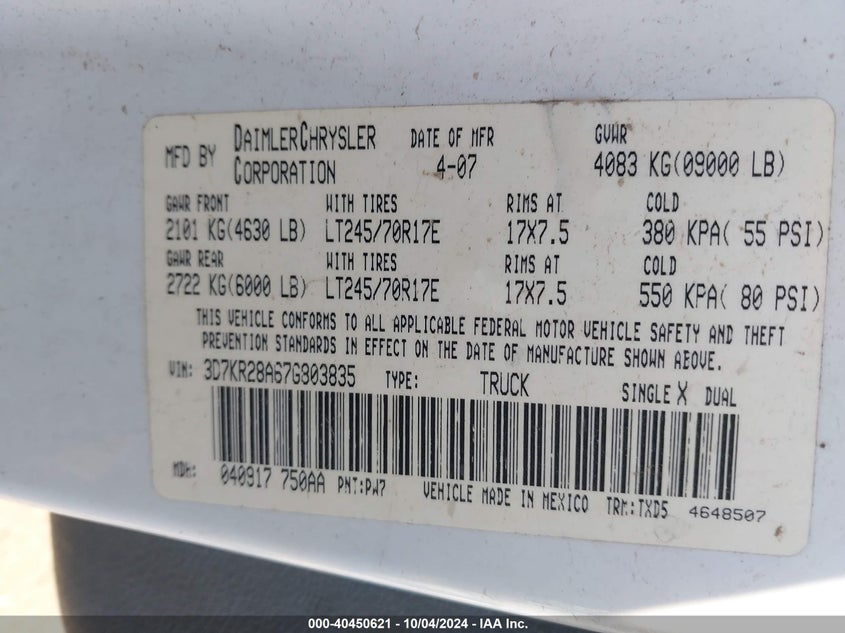 MFD BY DAIMLERCHRYSLER CORPORATION DATE OF MFR 4-07 GVWR 4083 KG(09000 LB)
GAWR FRONT WITH TIRES RIMS AT COLD
2101 KG(4630 LB) LT245/70R17E 17X7.5 380 KPA( 55 PSI)
GAWR REAR WITH TIRES RIMS AT COLD
2722 KG(6000 LB) LT245/70R17E 17X7.5 550 KPA( 80 PSI)
THIS VEHICLE CONFORMS TO ALL APPLICABLE FEDERAL MOTOR VEHICLE SAFETY AND THEFT
PREVENTION STANDARDS IN EFFECT ON THE DATE OF MANUFACTURE SHOWN ABOVE.
VIN: 3D7KR28A67G803835 TYPE: TRUCK SINGLE X DUAL
MDH: 040917 750AA PNT:PW7 VEHICLE MADE IN MEXICO TRM:TXD5 4648507
000-40450621 - 10/04/2024 - IAA Inc.